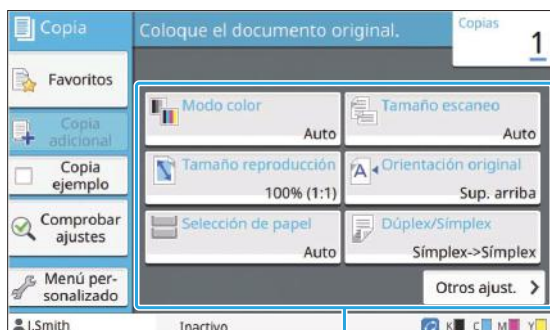 Copia
Coloque el documento original.
Copias
1
Favoritos
Copia
adicional
Copia
ejemplo
Comprobar
ajustes
Menú per-
sonalizado
Modo color
Auto
Tamaño escaneo
Auto
Tamaño reproducción
100% (1:1)
A
Orientación original
Sup. arriba
Selección de papel
Auto
Dúplex/Símplex
Símplex->Símplex
Otros ajust.
J.Smith
Inactivo
K C M Y